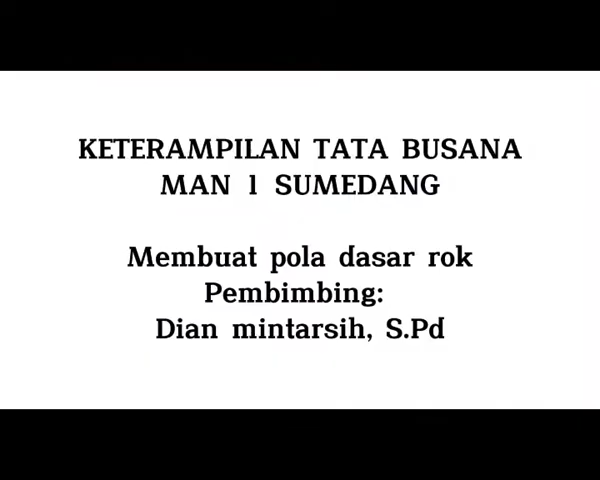 KETERAMPILAN TATA BUSANA
MAN 1 SUMEDANG
Membuat pola dasar rok
Pembimbing:
Dian mintarsih, S.Pd